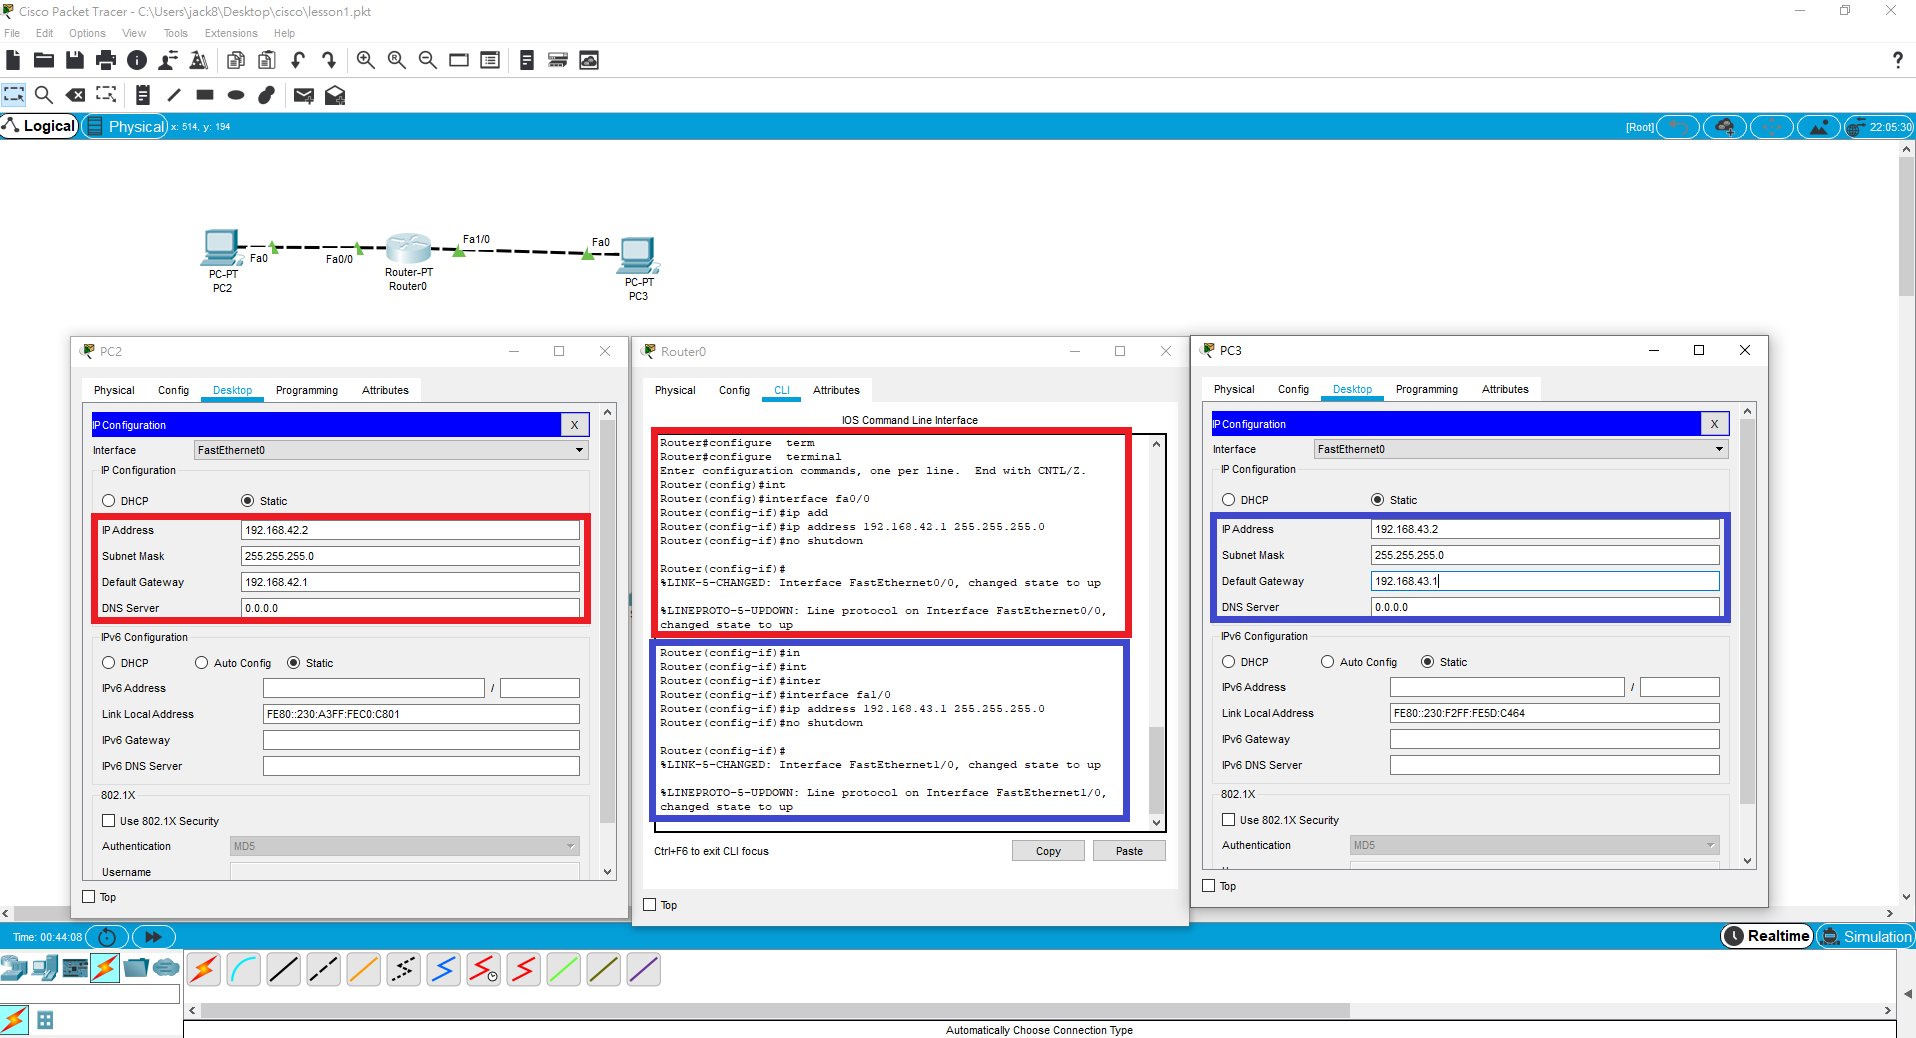 Cisco Packet Tracer - C:\Users\jack8\Desktop\cisco\lesson1.pkt
File Edit Options View Tools Extensions Help
?
Logical Physical x: 514, y: 194 [Root] 22:05:30
Fa0
Fa0/0
Fa1/0
Fa0
PC-PT
PC2
Router-PT
Router0
PC-PT
PC3
PC2
Physical Config Desktop Programming Attributes
IP Configuration X
Interface FastEthernet0
IP Configuration
DHCP Static
IP Address 192.168.42.2
Subnet Mask 255.255.255.0
Default Gateway 192.168.42.1
DNS Server 0.0.0.0
IPv6 Configuration
DHCP Auto Config Static
IPv6 Address /
Link Local Address FE80::230:A3FF:FEC0:C801
IPv6 Gateway
IPv6 DNS Server
802.1X
Use 802.1X Security
Authentication MD5
Username
Top
Router0
Physical Config CLI Attributes
IOS Command Line Interface
Router#configure  term
Router#configure  terminal
Enter configuration commands, one per line.  End with CNTL/Z.
Router(config)#int
Router(config)#interface fa0/0
Router(config-if)#ip add
Router(config-if)#ip address 192.168.42.1 255.255.255.0
Router(config-if)#no shutdown
Router(config-if)#
%LINK-5-CHANGED: Interface FastEthernet0/0, changed state to up
%LINEPROTO-5-UPDOWN: Line protocol on Interface FastEthernet0/0,
changed state to up
Router(config-if)#in
Router(config-if)#int
Router(config-if)#inter
Router(config-if)#interface fa1/0
Router(config-if)#ip address 192.168.43.1 255.255.255.0
Router(config-if)#no shutdown
Router(config-if)#
%LINK-5-CHANGED: Interface FastEthernet1/0, changed state to up
%LINEPROTO-5-UPDOWN: Line protocol on Interface FastEthernet1/0,
changed state to up
Ctrl+F6 to exit CLI focus Copy Paste
Top
PC3
Physical Config Desktop Programming Attributes
IP Configuration X
Interface FastEthernet0
IP Configuration
DHCP Static
IP Address 192.168.43.2
Subnet Mask 255.255.255.0
Default Gateway 192.168.43.1
DNS Server 0.0.0.0
IPv6 Configuration
DHCP Auto Config Static
IPv6 Address /
Link Local Address FE80::230:F2FF:FE5D:C464
IPv6 Gateway
IPv6 DNS Server
802.1X
Use 802.1X Security
Authentication MD5
Top
Time: 00:44:08 Realtime Simulation
Automatically Choose Connection Type